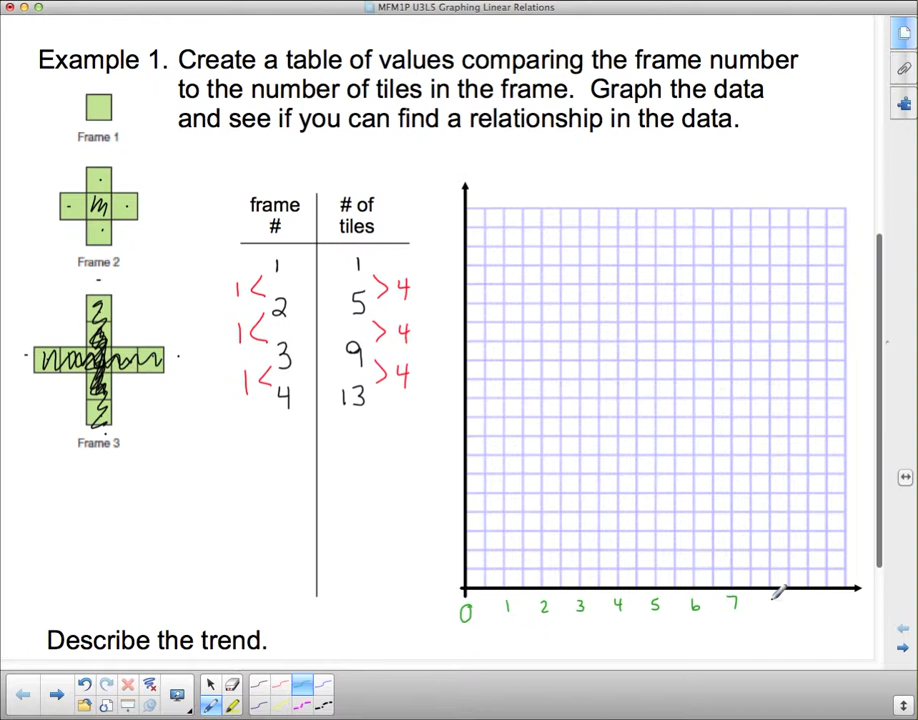 MFM1P U3LS Graphing Linear Relations
Example 1. Create a table of values comparing the frame number
to the number of tiles in the frame. Graph the data
and see if you can find a relationship in the data.
Frame 1
m
Frame 2
Frame 3
frame # of
# tiles
1 1
1 < > 4
2 5
1 < > 4
3 9
1 < > 4
4 13
0 1 2 3 4 5 6 7
Describe the trend.